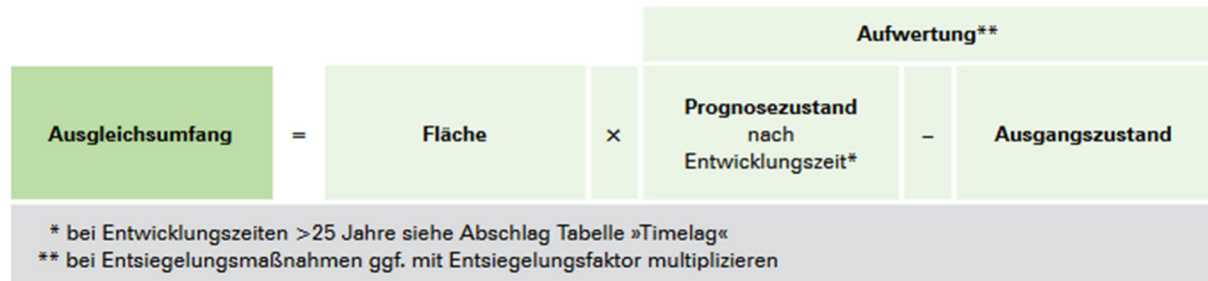 Aufwertung**
Ausgleichsumfang = Fläche × Prognosezustand
nach
Entwicklungszeit* – Ausgangszustand
* bei Entwicklungszeiten >25 Jahre siehe Abschlag Tabelle »Timelag«
** bei Entsiegelungsmaßnahmen ggf. mit Entsiegelungsfaktor multiplizieren